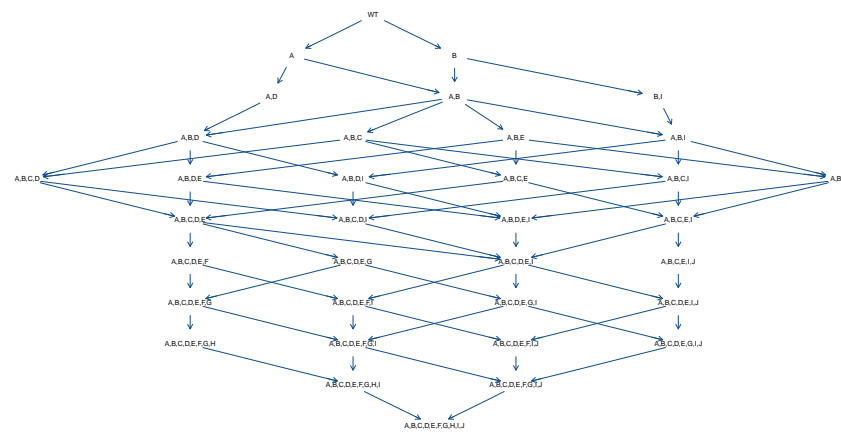 WT
A B
A,D A,B B,I
A,B,D A,B,C A,B,E A,B,I
A,B,C,D A,B,D,E A,B,D,I A,B,C,E A,B,C,I A,B
A,B,C,D,E A,B,C,D,I A,B,D,E,I A,B,C,E,I
A,B,C,D,E,F A,B,C,D,E,G A,B,C,D,E,I A,B,C,E,I,J
A,B,C,D,E,F,G A,B,C,D,E,F,I A,B,C,D,E,G,I A,B,C,D,E,I,J
A,B,C,D,E,F,G,H A,B,C,D,E,F,G,I A,B,C,D,E,F,I,J A,B,C,D,E,G,I,J
A,B,C,D,E,F,G,H,I A,B,C,D,E,F,G,I,J
A,B,C,D,E,F,G,H,I,J